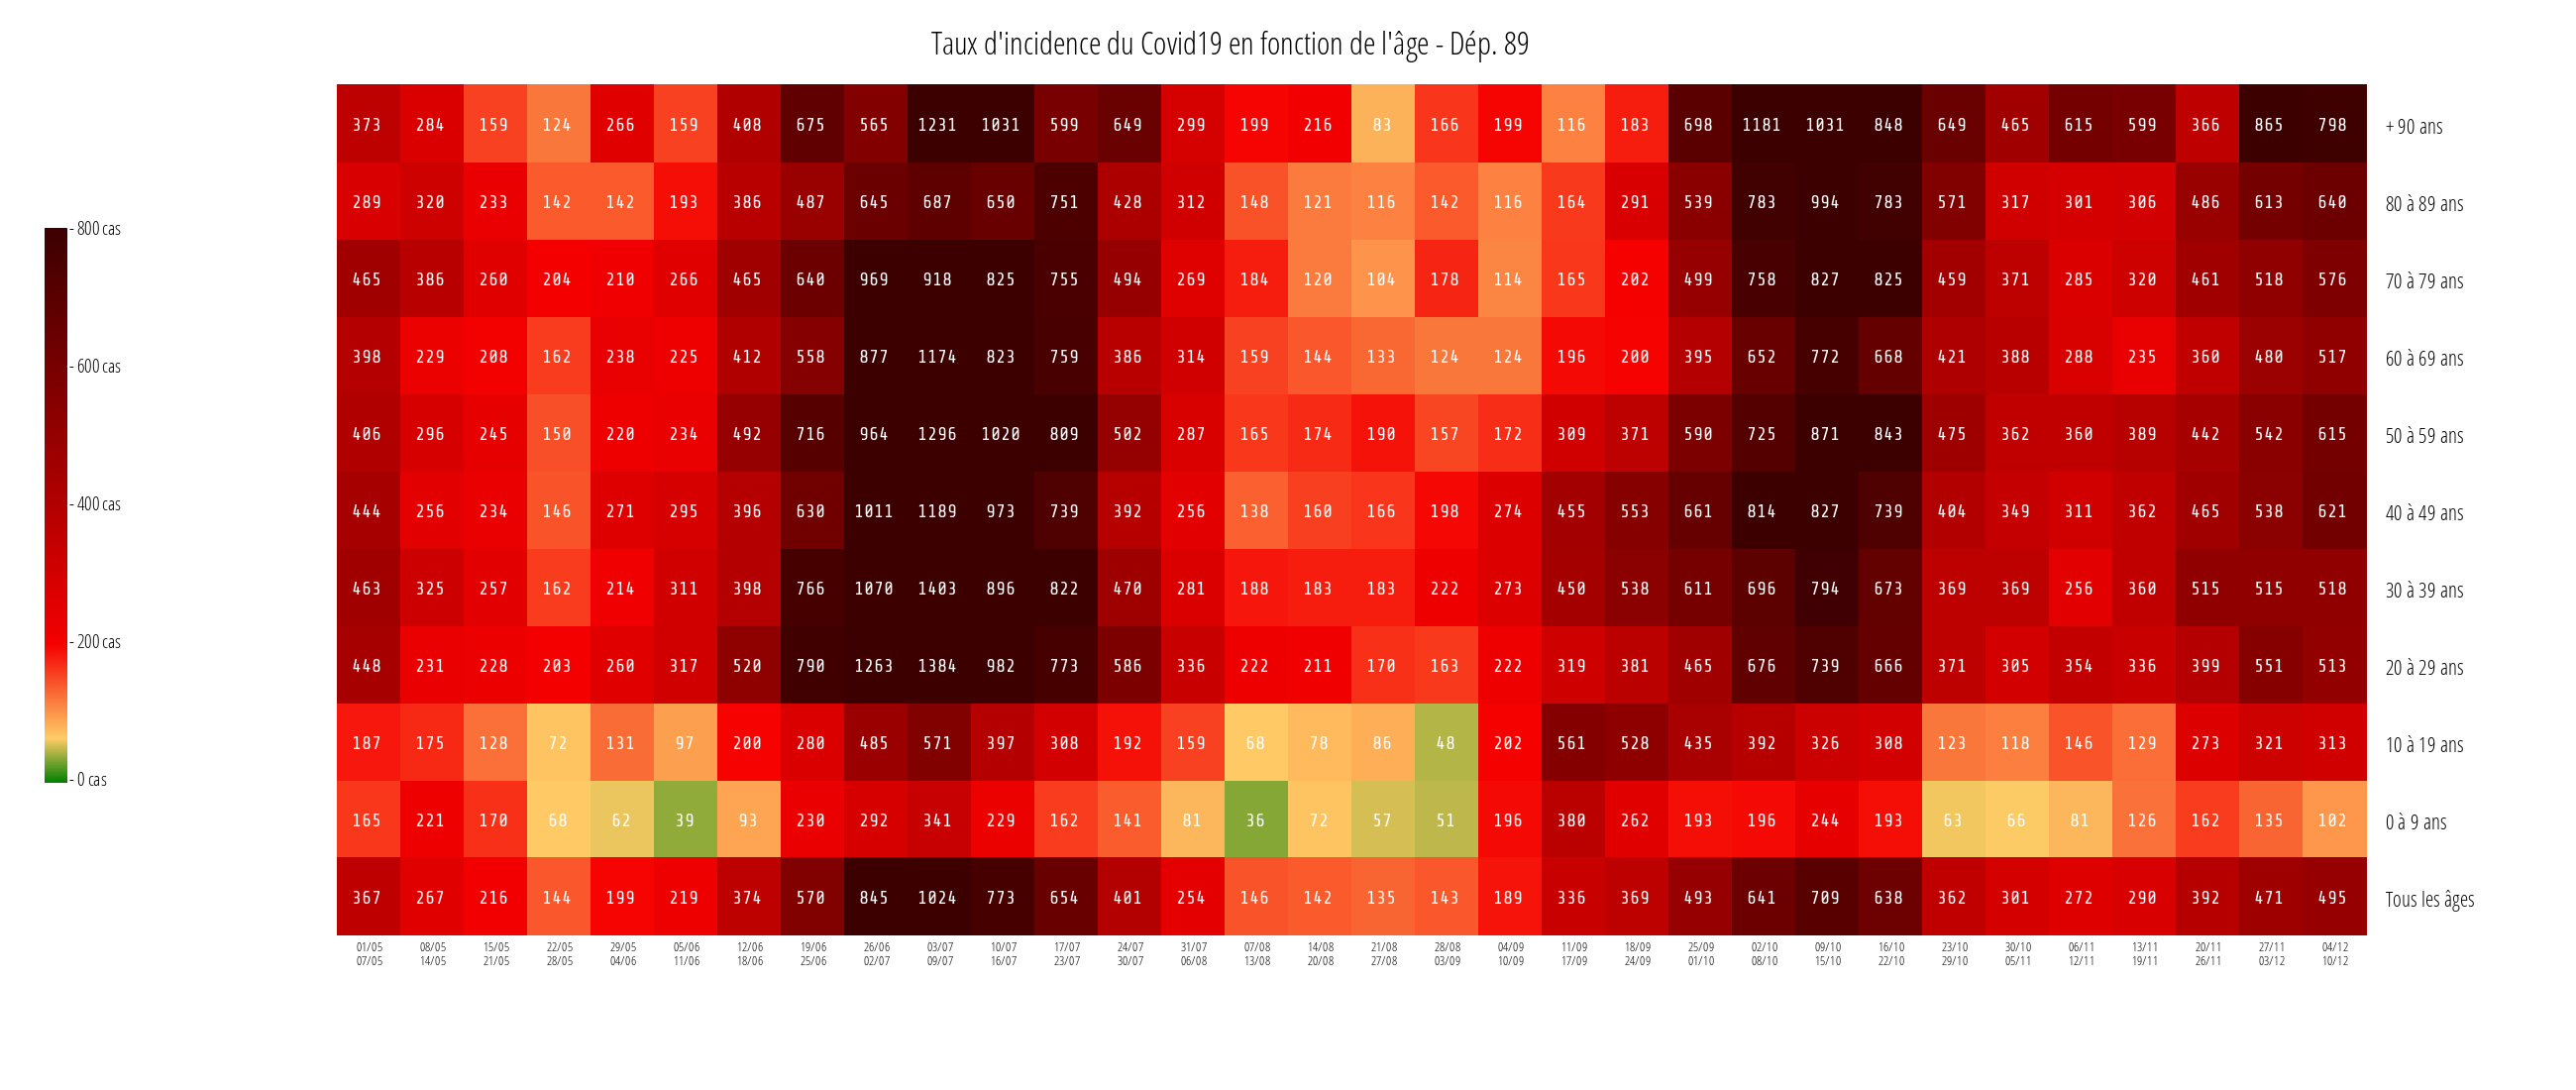 Taux d'incidence du Covid19 en fonction de l'âge - Dép. 89
373 284 159 124 266 159 408 675 565 1231 1031 599 649 299 199 216 83 166 199 116 183 698 1181 1031 848 649 465 615 599 366 865 798 + 90 ans
289 320 233 142 142 193 386 487 645 687 650 751 428 312 148 121 116 142 116 164 291 539 783 994 783 571 317 301 306 486 613 640 80 à 89 ans
465 386 260 204 210 266 465 640 969 918 825 755 494 269 184 120 104 178 114 165 202 499 758 827 825 459 371 285 320 461 518 576 70 à 79 ans
398 229 208 162 238 225 412 558 877 1174 823 759 386 314 159 144 133 124 124 196 200 395 652 772 668 421 388 288 235 360 480 517 60 à 69 ans
406 296 245 150 220 234 492 716 964 1296 1020 809 502 287 165 174 190 157 172 309 371 590 725 871 843 475 362 360 389 442 542 615 50 à 59 ans
444 256 234 146 271 295 396 630 1011 1189 973 739 392 256 138 160 166 198 274 455 553 661 814 827 739 404 349 311 362 465 538 621 40 à 49 ans
463 325 257 162 214 311 398 766 1070 1403 896 822 470 281 188 183 183 222 273 450 538 611 696 794 673 369 369 256 360 515 515 518 30 à 39 ans
448 231 228 203 260 317 520 790 1263 1384 982 773 586 336 222 211 170 163 222 319 381 465 676 739 666 371 305 354 336 399 551 513 20 à 29 ans
187 175 128 72 131 97 200 280 485 571 397 308 192 159 68 78 86 48 202 561 528 435 392 326 308 123 118 146 129 273 321 313 10 à 19 ans
165 221 170 68 62 39 93 230 292 341 229 162 141 81 36 72 57 51 196 380 262 193 196 244 193 63 66 81 126 162 135 102 0 à 9 ans
367 267 216 144 199 219 374 570 845 1024 773 654 401 254 146 142 135 143 189 336 369 493 641 709 638 362 301 272 290 392 471 495 Tous les âges
01/05 08/05 15/05 22/05 29/05 05/06 12/06 19/06 26/06 03/07 10/07 17/07 24/07 31/07 07/08 14/08 21/08 28/08 04/09 11/09 18/09 25/09 02/10 09/10 16/10 23/10 30/10 06/11 13/11 20/11 27/11 04/12
07/05 14/05 21/05 28/05 04/06 11/06 18/06 25/06 02/07 09/07 16/07 23/07 30/07 06/08 13/08 20/08 27/08 03/09 10/09 17/09 24/09 01/10 08/10 15/10 22/10 29/10 05/11 12/11 19/11 26/11 03/12 10/12
- 800 cas
- 600 cas
- 400 cas
- 200 cas
- 0 cas